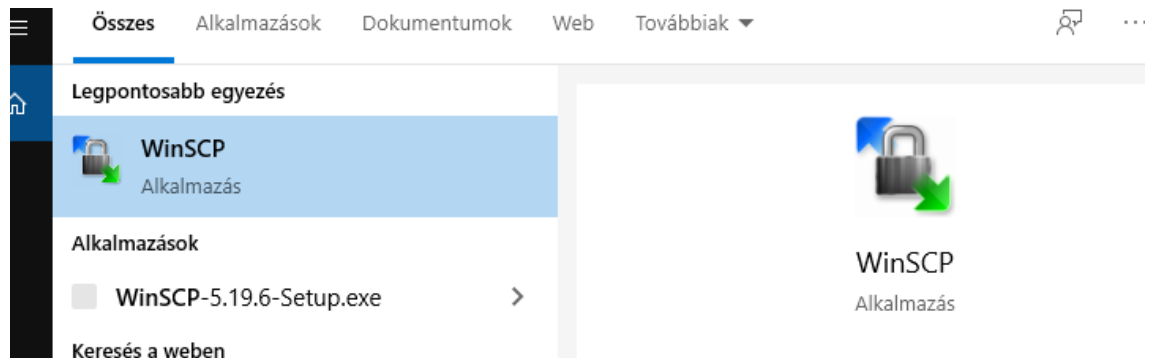 Összes Alkalmazások Dokumentumok Web Továbbiak
Legpontosabb egyezés
WinSCP
Alkalmazás
Alkalmazások
WinSCP-5.19.6-Setup.exe
Keresés a weben
WinSCP
Alkalmazás